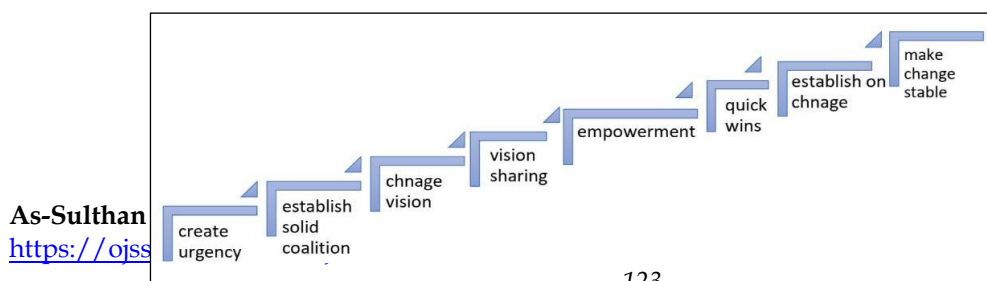 As-Sulthan
https://ojss
create
urgency
establish
solid
coalition
chnage
vision
vision
sharing
empowerment
quick
wins
establish on
chnage
make
change
stable